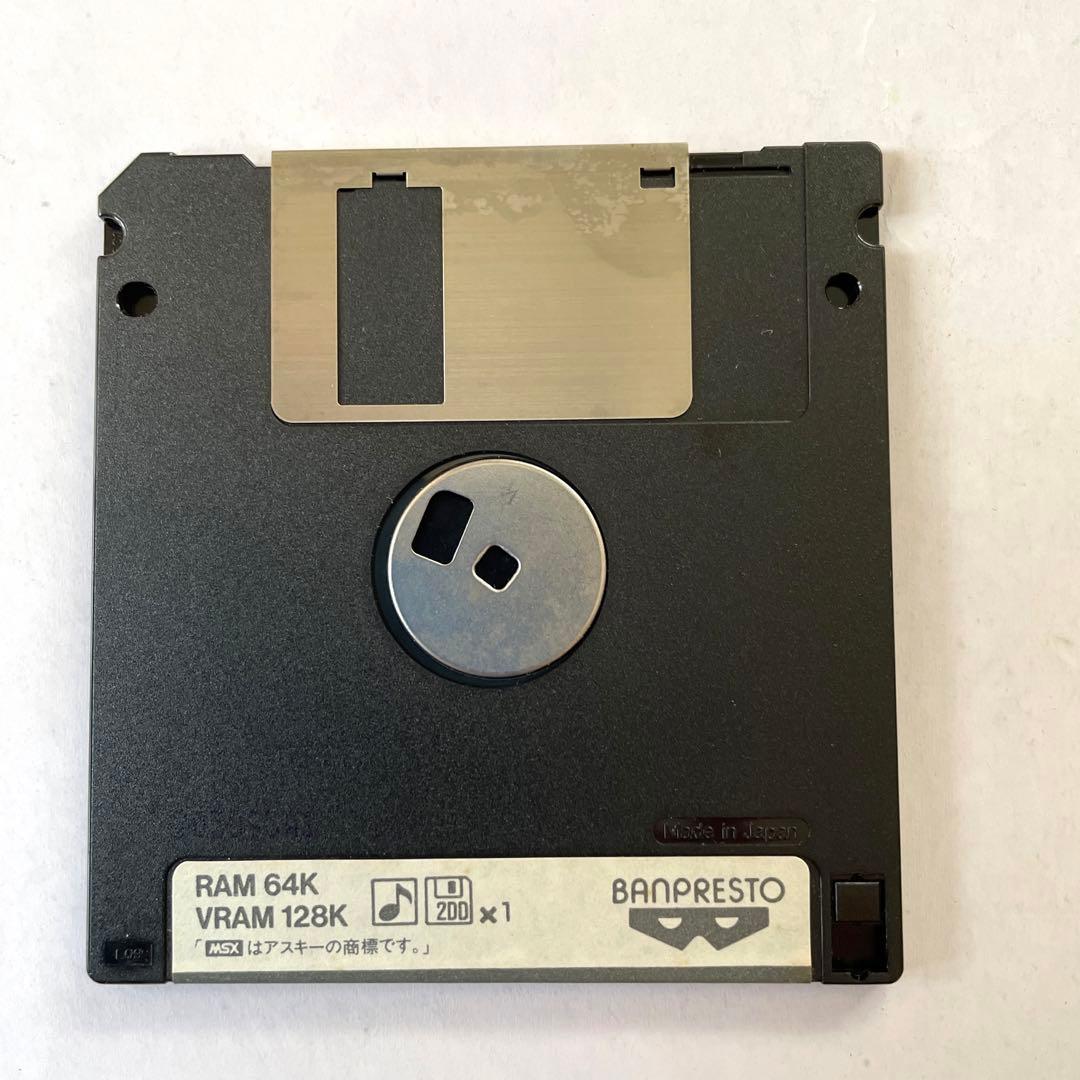 Made in Japan
RAM 64K
VRAM 128K
2DD ×1
「MSXはアスキーの商標です。」
BANPRESTO